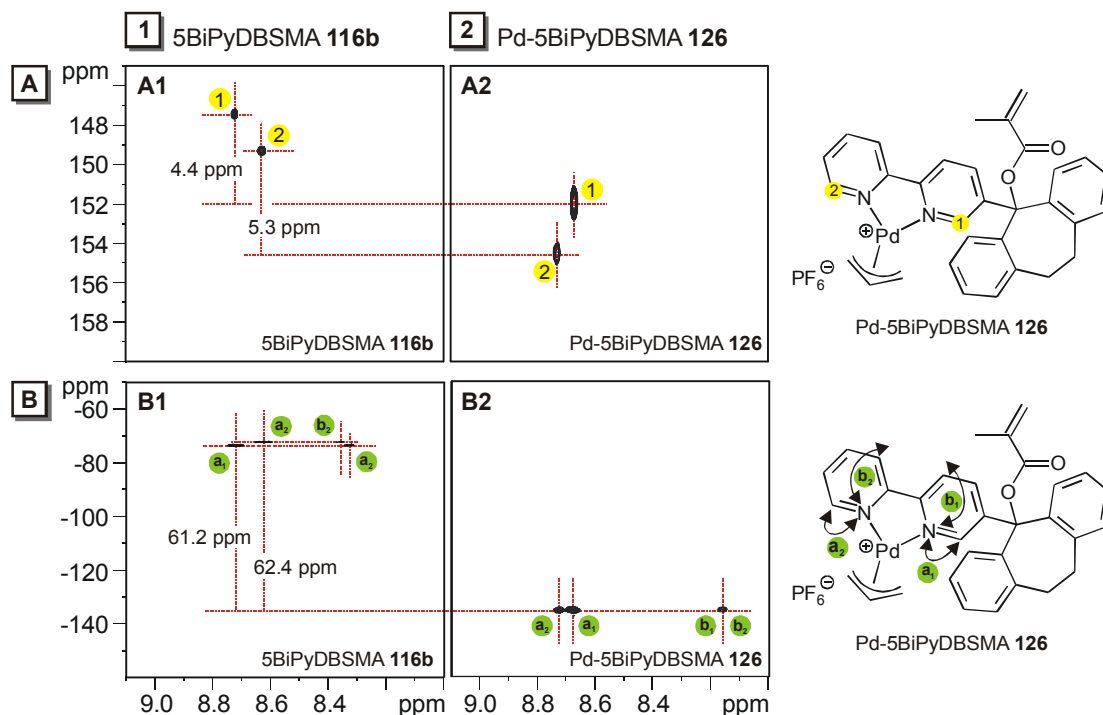 1 5BiPyDBSMA 116b
2 Pd-5BiPyDBSMA 126
A
ppm
148
150
152
154
156
158
A1
1
2
4.4 ppm
5.3 ppm
5BiPyDBSMA 116b
A2
1
2
Pd-5BiPyDBSMA 126
O
O
2
N
N
1
Pd
⊕
PF6⊖
Pd-5BiPyDBSMA 126
B
ppm
-60
-80
-100
-120
-140
B1
a2
b2
a1
a2
61.2 ppm
62.4 ppm
5BiPyDBSMA 116b
B2
a2
a1
b1
b2
Pd-5BiPyDBSMA 126
O
O
b2
b1
N
N
a2
Pd
⊕
a1
PF6⊖
Pd-5BiPyDBSMA 126
9.0 8.8 8.6 8.4 ppm
9.0 8.8 8.6 8.4 8.2 ppm